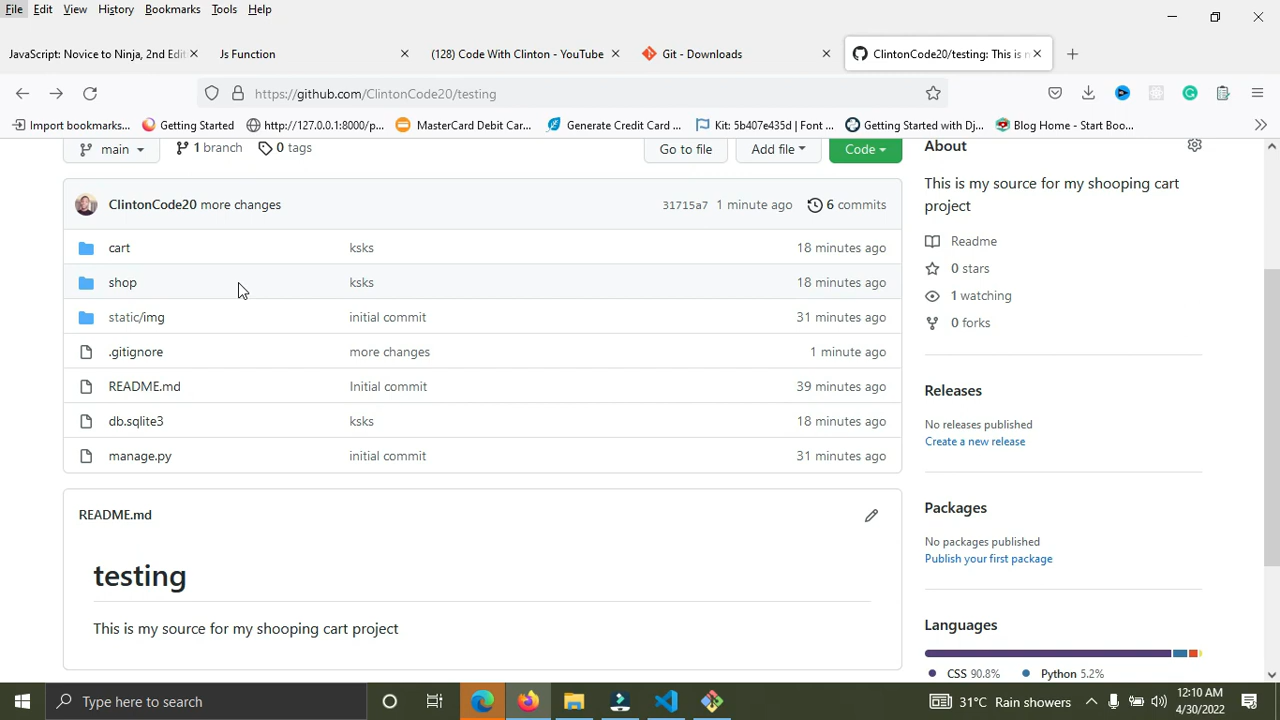 File Edit View History Bookmarks Tools Help
JavaScript: Novice to Ninja, 2nd Edit
Js Function
(128) Code With Clinton - YouTube
Git - Downloads
ClintonCode20/testing: This is n
https://github.com/ClintonCode20/testing
Import bookmarks...
Getting Started
http://127.0.0.1:8000/p...
MasterCard Debit Car...
Generate Credit Card ...
Kit: 5b407e435d | Font ...
Getting Started with Dj...
Blog Home - Start Boo...
main 1 branch 0 tags Go to file Add file Code
ClintonCode20 more changes 31715a7 1 minute ago 6 commits
cart ksks 18 minutes ago
shop ksks 18 minutes ago
static/img initial commit 31 minutes ago
.gitignore more changes 1 minute ago
README.md Initial commit 39 minutes ago
db.sqlite3 ksks 18 minutes ago
manage.py initial commit 31 minutes ago
README.md
testing
This is my source for my shooping cart project
About
This is my source for my shooping cart
project
Readme
0 stars
1 watching
0 forks
Releases
No releases published
Create a new release
Packages
No packages published
Publish your first package
Languages
CSS 90.8% Python 5.2%
Type here to search
31°C Rain showers
12:10 AM
4/30/2022